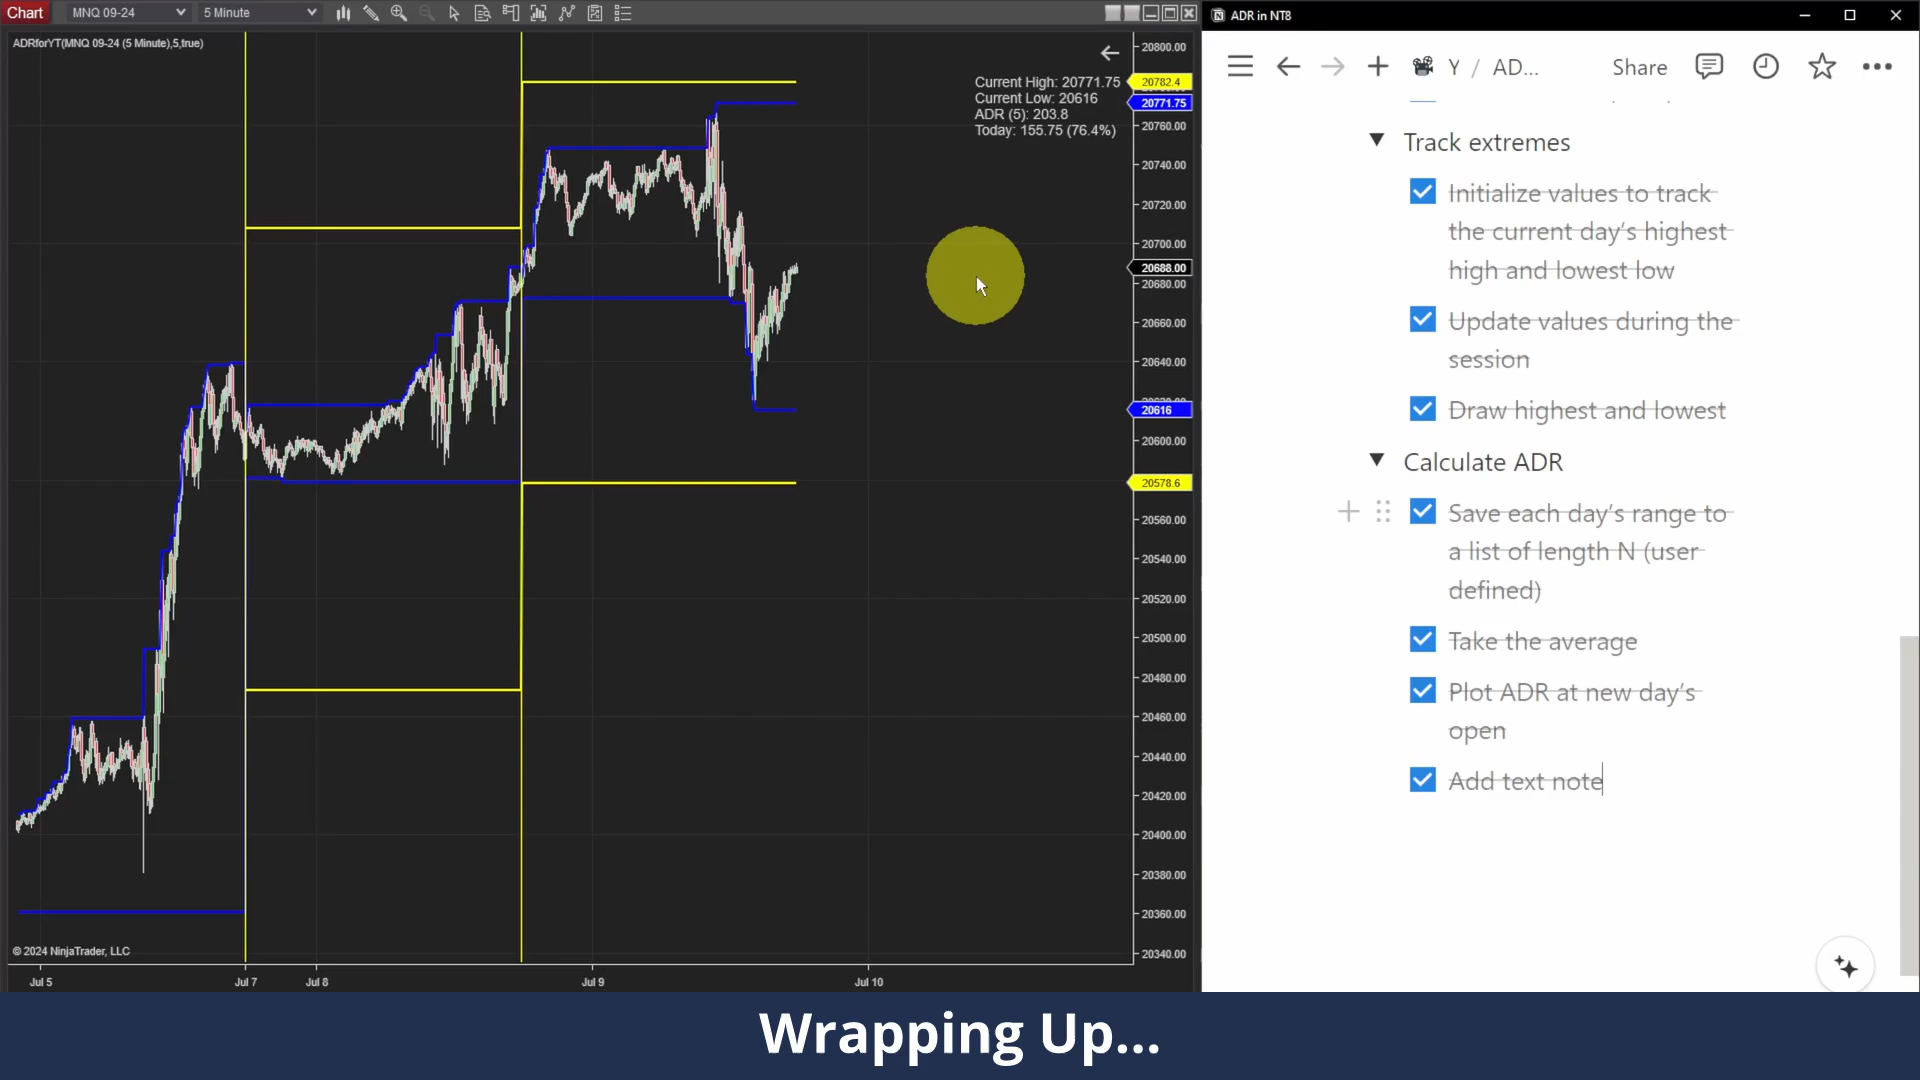 Chart
MNQ 09-24
5 Minute
ADRforYT(MNQ 09-24 (5 Minute),5,true)
Current High: 20771.75
Current Low: 20616
ADR (5): 203.8
Today: 155.75 (76.4%)
20800.00
20782.4
20771.75
20760.00
20740.00
20720.00
20700.00
20688.00
20680.00
20660.00
20640.00
20616
20600.00
20578.6
20560.00
20540.00
20520.00
20500.00
20480.00
20460.00
20440.00
20420.00
20400.00
20380.00
20360.00
20340.00
© 2024 NinjaTrader, LLC
Jul 5
Jul 7
Jul 8
Jul 9
Jul 10
ADR in NT8
Y / AD...
Share
Track extremes
Initialize values to track
the current day's highest
high and lowest low
Update values during the
session
Draw highest and lowest
Calculate ADR
Save each day's range to
a list of length N (user
defined)
Take the average
Plot ADR at new day's
open
Add text note
Wrapping Up...